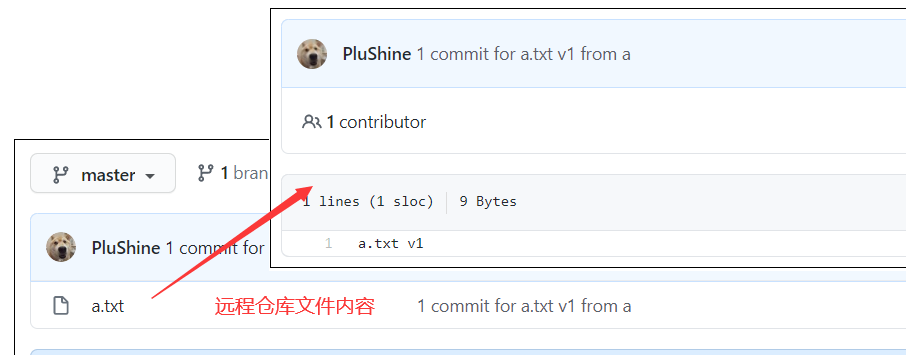 PluShine 1 commit for a.txt v1 from a
1 contributor
master
1 bran
1 lines (1 sloc) 9 Bytes
1 a.txt v1
PluShine 1 commit for
a.txt 远程仓库文件内容 1 commit for a.txt v1 from a